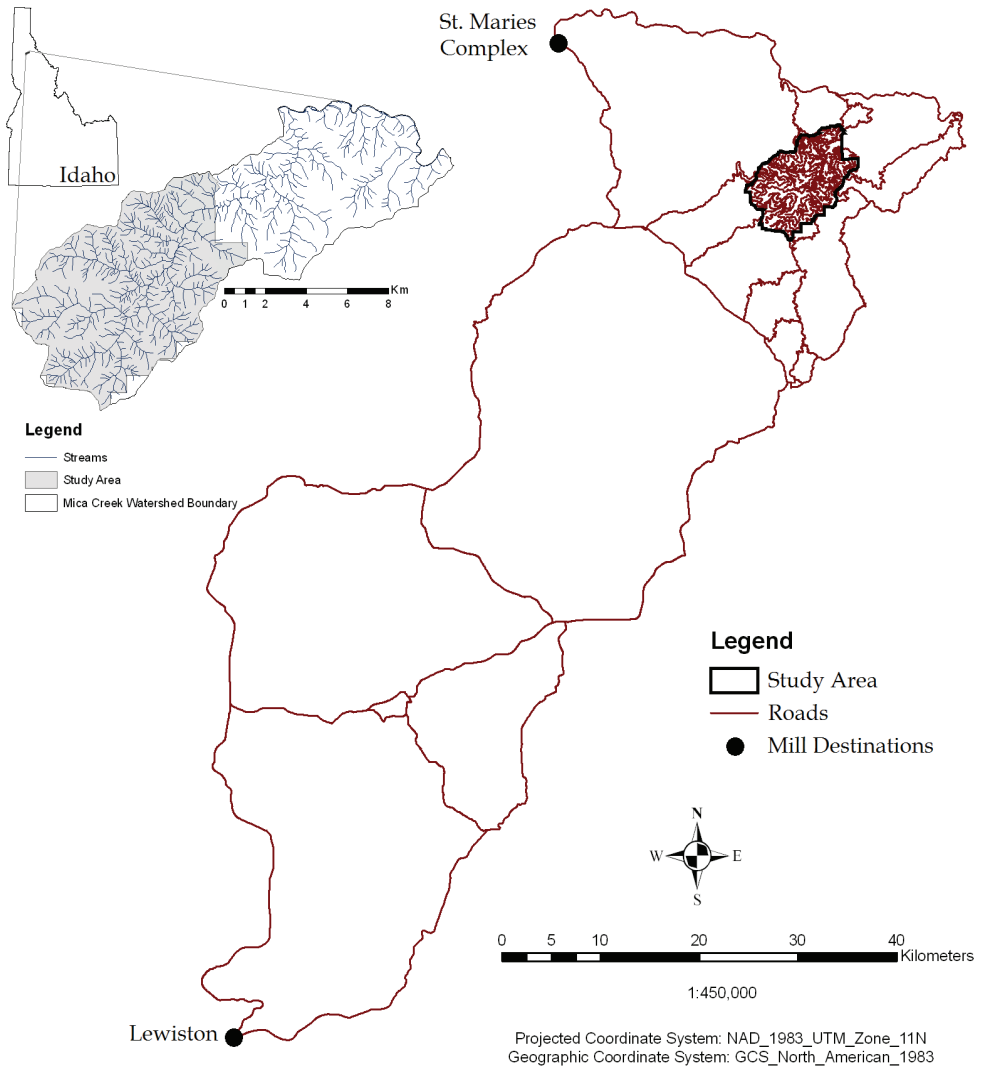 St. Maries
Complex
Idaho
0 1 2 4 6 8 Km
Legend
Streams
Study Area
Mica Creek Watershed Boundary
Legend
Study Area
Roads
Mill Destinations
N
W E
S
0 5 10 20 30 40
Kilometers
1:450,000
Lewiston
Projected Coordinate System: NAD_1983_UTM_Zone_11N
Geographic Coordinate System: GCS_North_American_1983